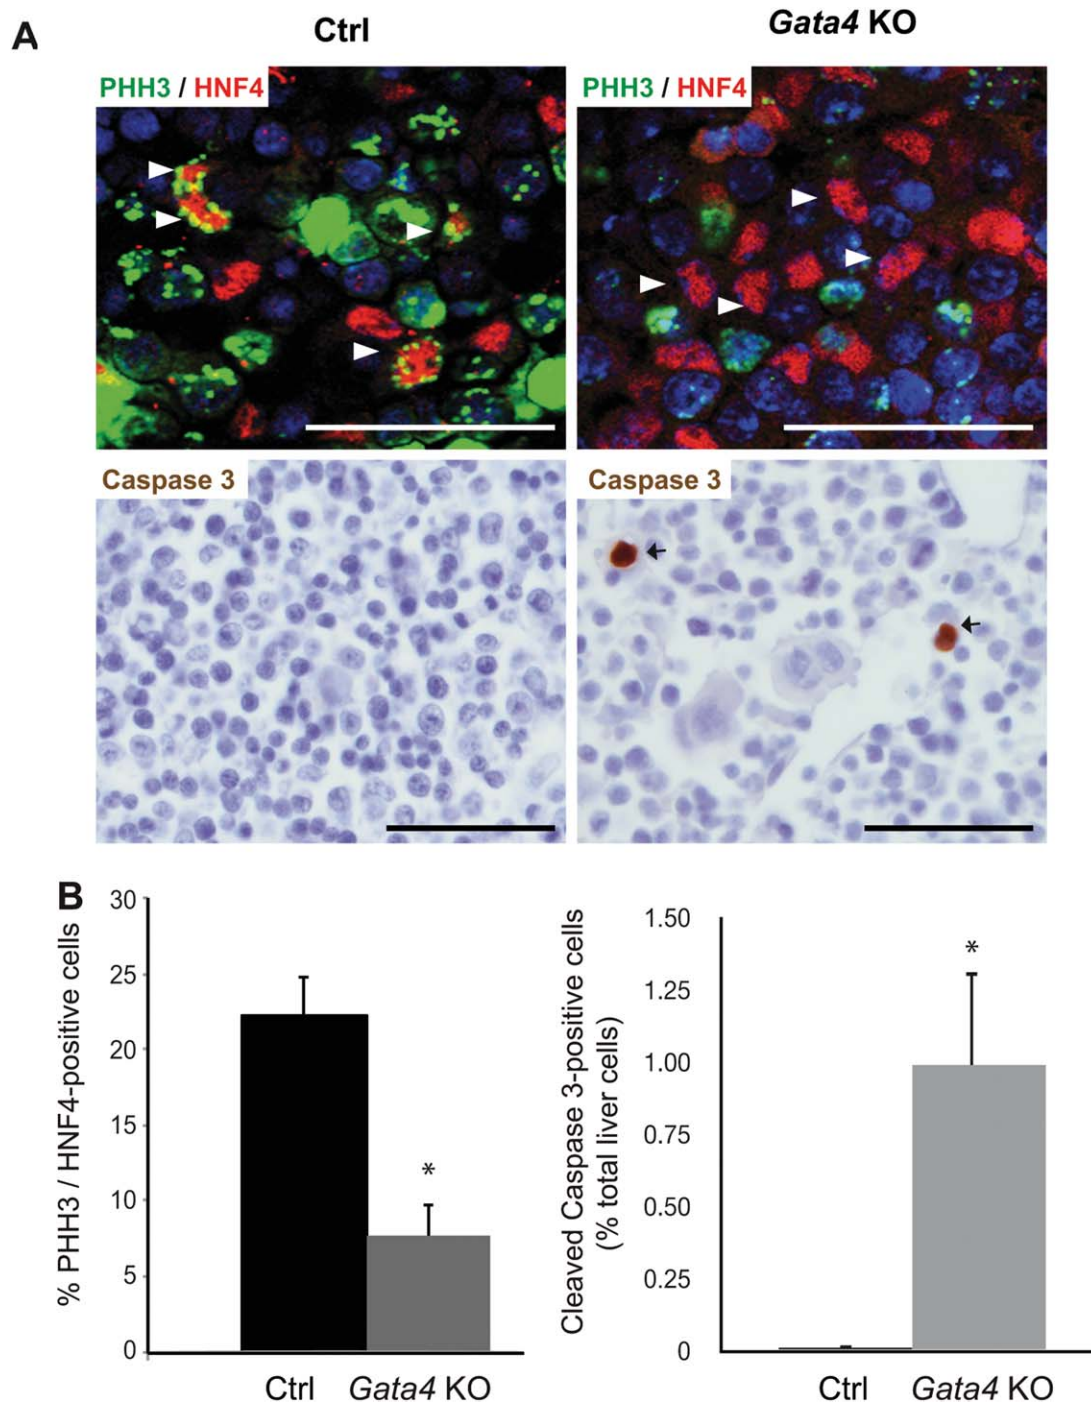 A
Ctrl
Gata4 KO
PHH3 / HNF4
PHH3 / HNF4
Caspase 3
Caspase 3
B
% PHH3 / HNF4-positive cells
30
25
20
15
10
5
0
*
Ctrl
Gata4 KO
Cleaved Caspase 3-positive cells
(% total liver cells)
1.50
1.25
1.00
0.75
0.50
0.25
0
*
Ctrl
Gata4 KO